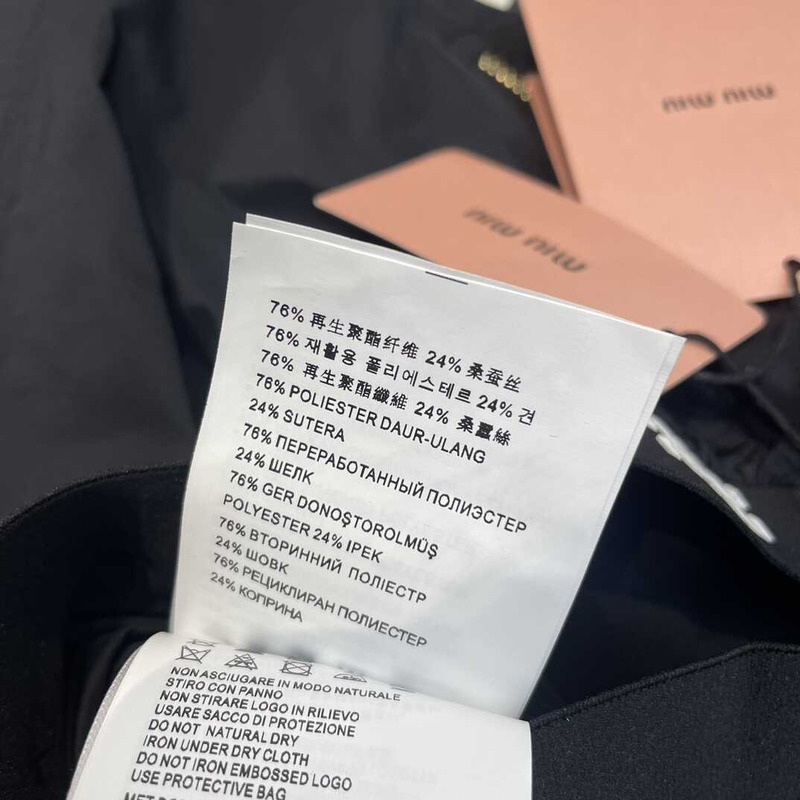 miu miu
miu miu
76% 再生聚酯纤维 24% 桑蚕丝
76% 재활용 폴리에스테르 24% 견
76% 再生聚酯纖維 24% 桑蠶絲
76% POLIESTER DAUR-ULANG
24% SUTERA
76% ПЕРЕРАБОТАННЫЙ ПОЛИЭСТЕР
24% ШЕЛК
76% GER DONOŞTOROLMÜŞ
POLYESTER 24% IPEK
76% ВТОРИННИЙ ПОЛІЕСТР
24% ШОВК
76% РЕЦИКЛИРАН ПОЛИЕСТЕР
24% КОПРИНА
NON ASCIUGARE IN MODO NATURALE
STIRO CON PANNO
NON STIRARE LOGO IN RILIEVO
USARE SACCO DI PROTEZIONE
DO NOT NATURAL DRY
IRON UNDER DRY CLOTH
DO NOT IRON EMBOSSED LOGO
USE PROTECTIVE BAG